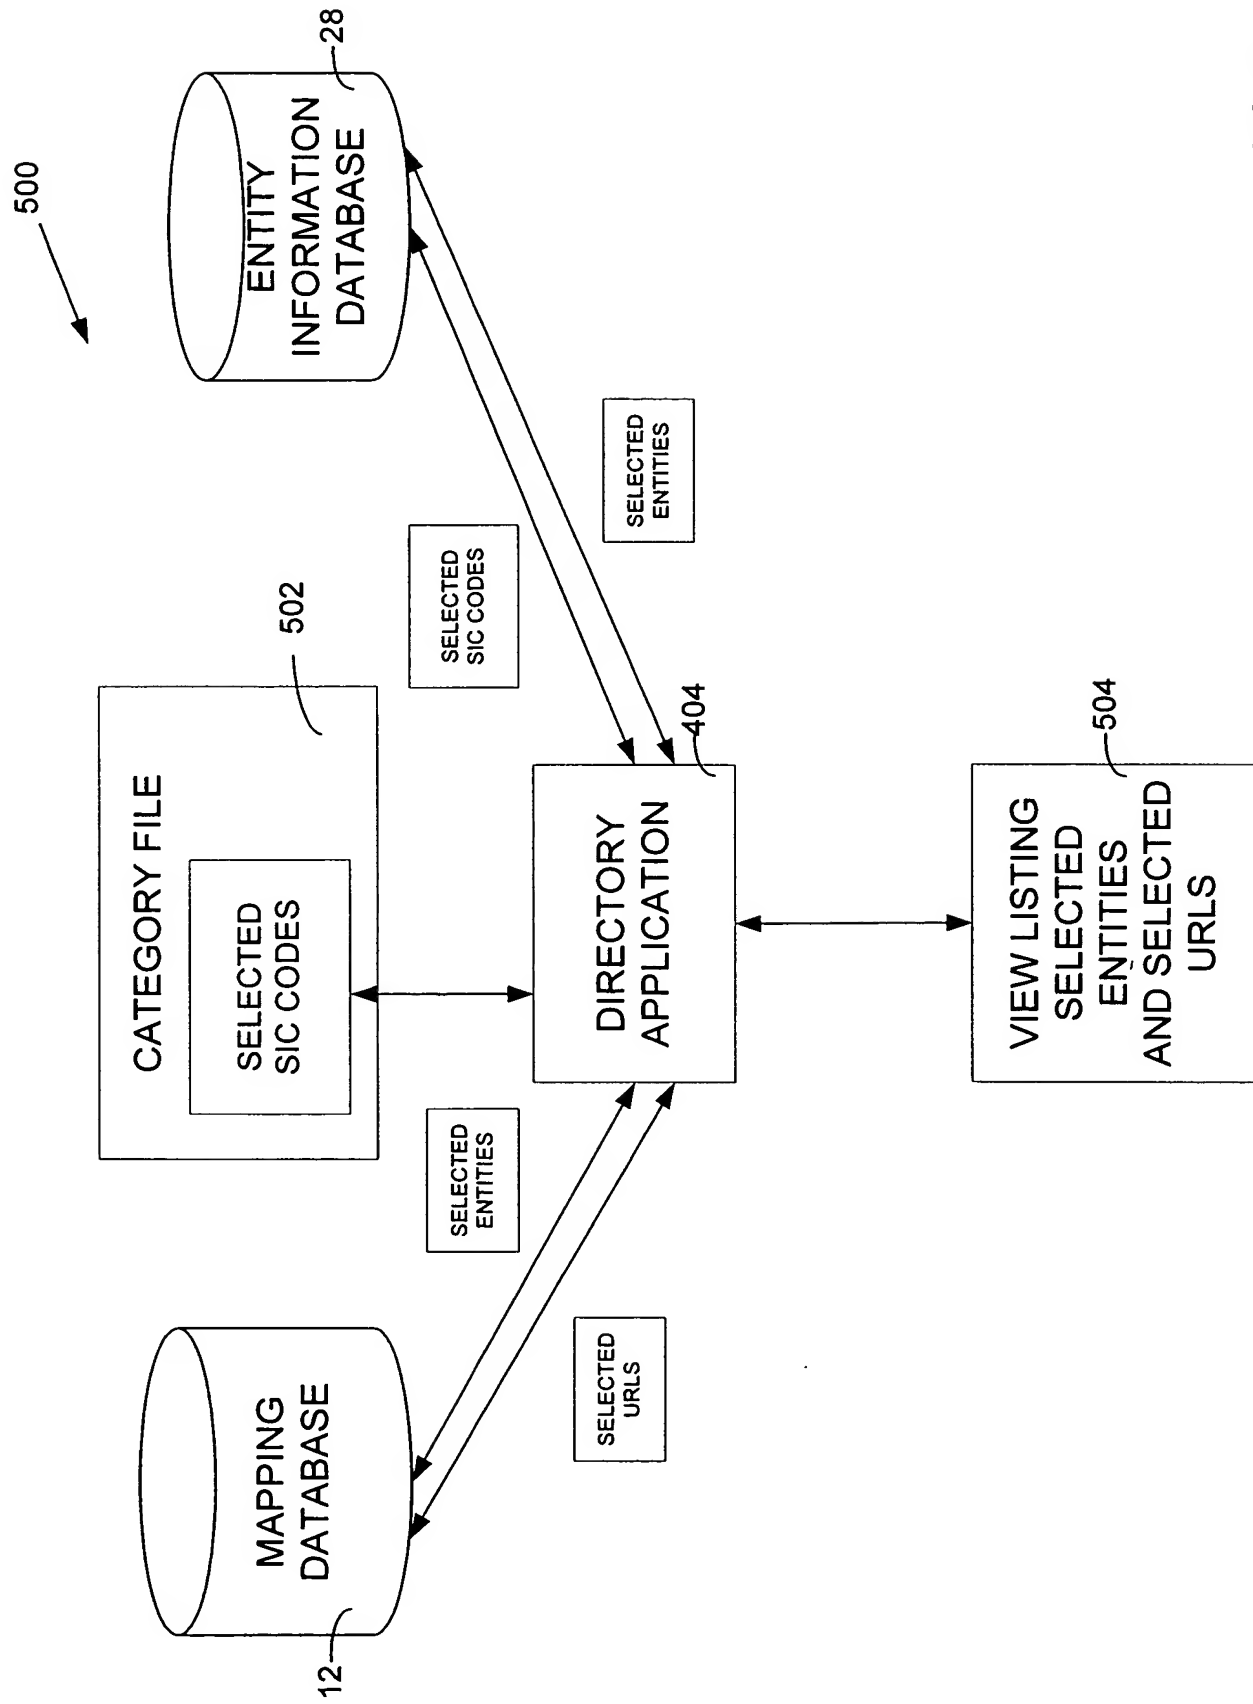 500
CATEGORY FILE
SELECTED
SIC CODES
502
MAPPING
DATABASE
12
ENTITY
INFORMATION
DATABASE
28
SELECTED
ENTITIES
SELECTED
SIC CODES
SELECTED
URLS
SELECTED
ENTITIES
DIRECTORY
APPLICATION
404
VIEW LISTING
SELECTED
ENTITIES
AND SELECTED
URLS
504